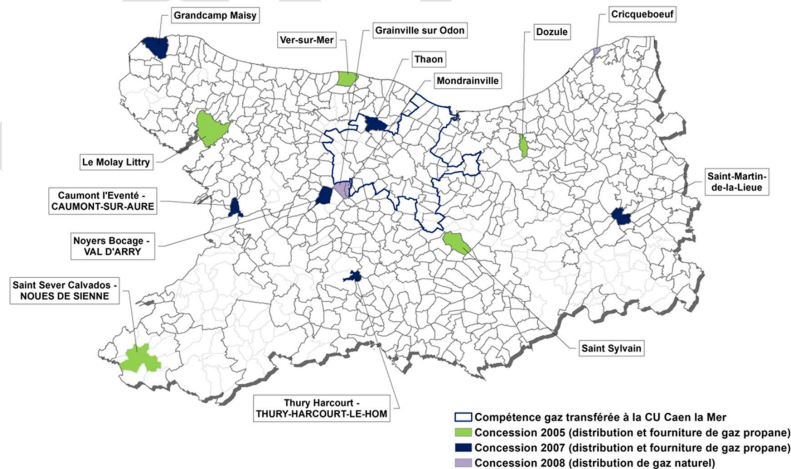 Grandcamp Maisy
Cricqueboeuf
Grainville sur Odon
Dozule
Ver-sur-Mer
Thaon
Mondrainville
Le Molay Littry
Saint-Martin-
de-la-Lieue
Caumont l'Eventé -
CAUMONT-SUR-AURE
Noyers Bocage -
VAL D'ARRY
Saint Sever Calvados -
NOUES DE SIENNE
Saint Sylvain
Thury Harcourt -
THURY-HARCOURT-LE-HOM
Compétence gaz transférée à la CU Caen la Mer
Concession 2005 (distribution et fourniture de gaz propane)
Concession 2007 (distribution et fourniture de gaz propane)
Concession 2008 (distribution de gaz naturel)